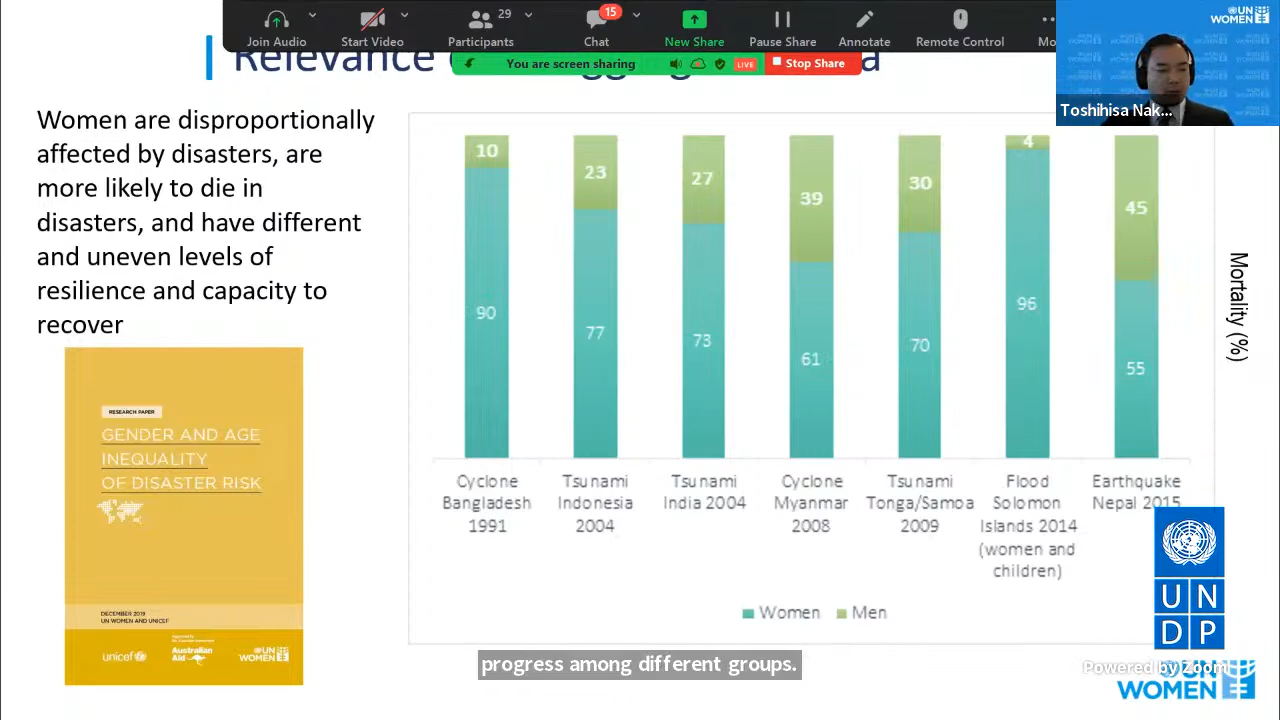 Join Audio
Start Video
29
Participants
15
Chat
New Share
Pause Share
Annotate
Remote Control
Mo
You are screen sharing
LIVE
Stop Share
UN
WOMEN
Toshihisa Nak...
Relevance
Women are disproportionally
affected by disasters, are
more likely to die in
disasters, and have different
and uneven levels of
resilience and capacity to
recover
RESEARCH PAPER
GENDER AND AGE
INEQUALITY
OF DISASTER RISK
DECEMBER 2019
UN WOMEN AND UNICEF
unicef
Australian
Aid
UN
WOMEN
10
23
27
39
30
4
45
90
77
73
61
70
96
55
Mortality (%)
Cyclone
Bangladesh
1991
Tsunami
Indonesia
2004
Tsunami
India 2004
Cyclone
Myanmar
2008
Tsunami
Tonga/Samoa
2009
Flood
Solomon
Islands 2014
(women and
children)
Earthquake
Nepal 2015
Women
Men
progress among different groups.
U N
D P
Powered by Zoom
UN
WOMEN